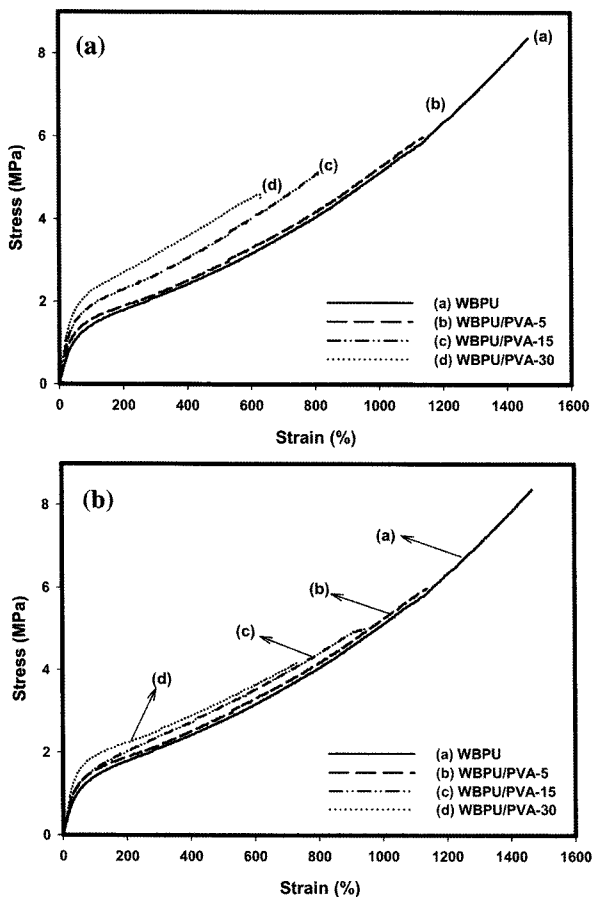 (a)
(a)
(b)
(c)
(d)
8
6
4
2
0
Stress (MPa)
(a) WBPU
(b) WBPU/PVA-5
(c) WBPU/PVA-15
(d) WBPU/PVA-30
0 200 400 600 800 1000 1200 1400 1600
Strain (%)
(b)
(a)
(b)
(c)
(d)
8
6
4
2
0
Stress (MPa)
(a) WBPU
(b) WBPU/PVA-5
(c) WBPU/PVA-15
(d) WBPU/PVA-30
0 200 400 600 800 1000 1200 1400 1600
Strain (%)